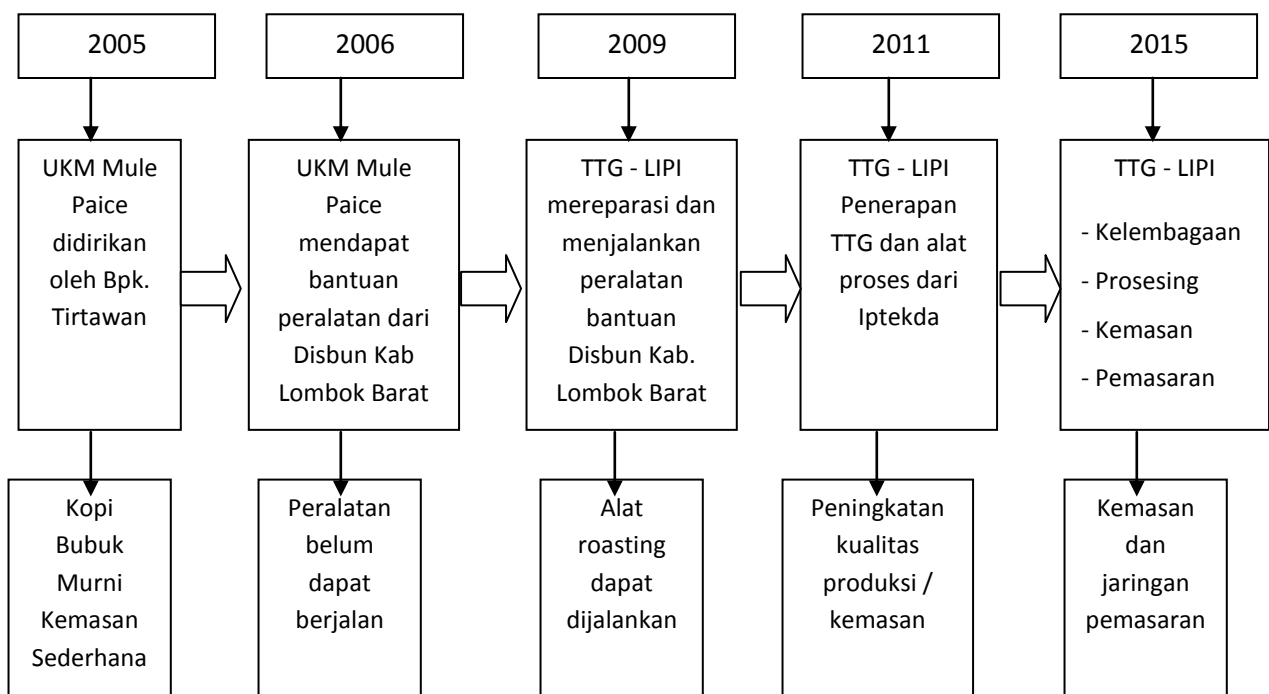 2005
2006
2009
2011
2015
UKM Mule
Paice
didirikan
oleh Bpk.
Tirtawan
UKM Mule
Paice
mendapat
bantuan
peralatan dari
Disbun Kab
Lombok Barat
TTG - LIPI
mereparasi dan
menjalankan
peralatan
bantuan
Disbun Kab.
Lombok Barat
TTG - LIPI
Penerapan
TTG dan alat
proses dari
Iptekda
TTG - LIPI
- Kelembagaan
- Prosesing
- Kemasan
- Pemasaran
Kopi
Bubuk
Murni
Kemasan
Sederhana
Peralatan
belum
dapat
berjalan
Alat
roasting
dapat
dijalankan
Peningkatan
kualitas
produksi /
kemasan
Kemasan
dan
jaringan
pemasaran